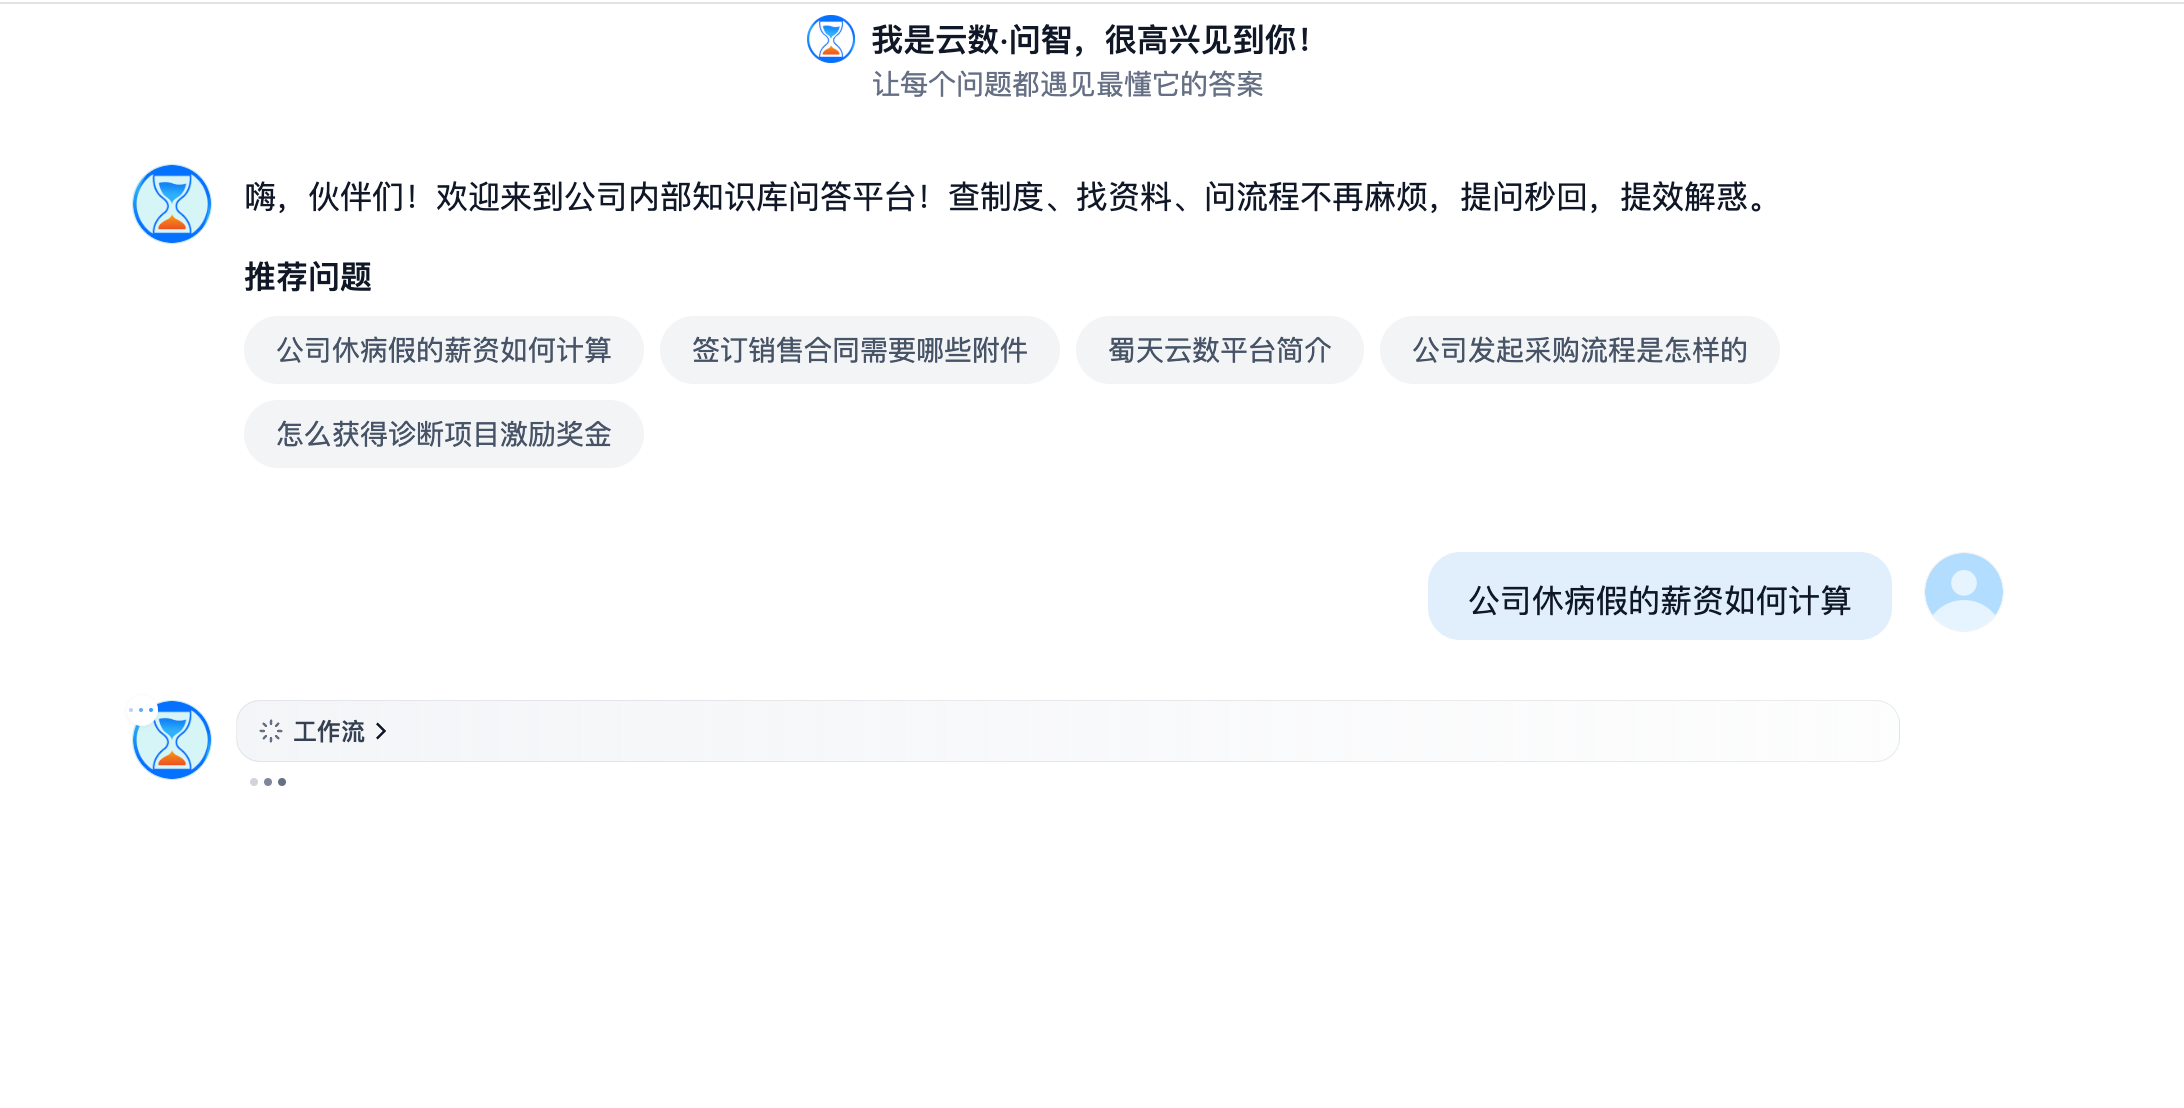 我是云数·问智，很高兴见到你！
让每个问题都遇见最懂它的答案
嗨，伙伴们！欢迎来到公司内部知识库问答平台！查制度、找资料、问流程不再麻烦，提问秒回，提效解惑。
推荐问题
公司休病假的薪资如何计算
签订销售合同需要哪些附件
蜀天云数平台简介
公司发起采购流程是怎样的
怎么获得诊断项目激励奖金
公司休病假的薪资如何计算
工作流